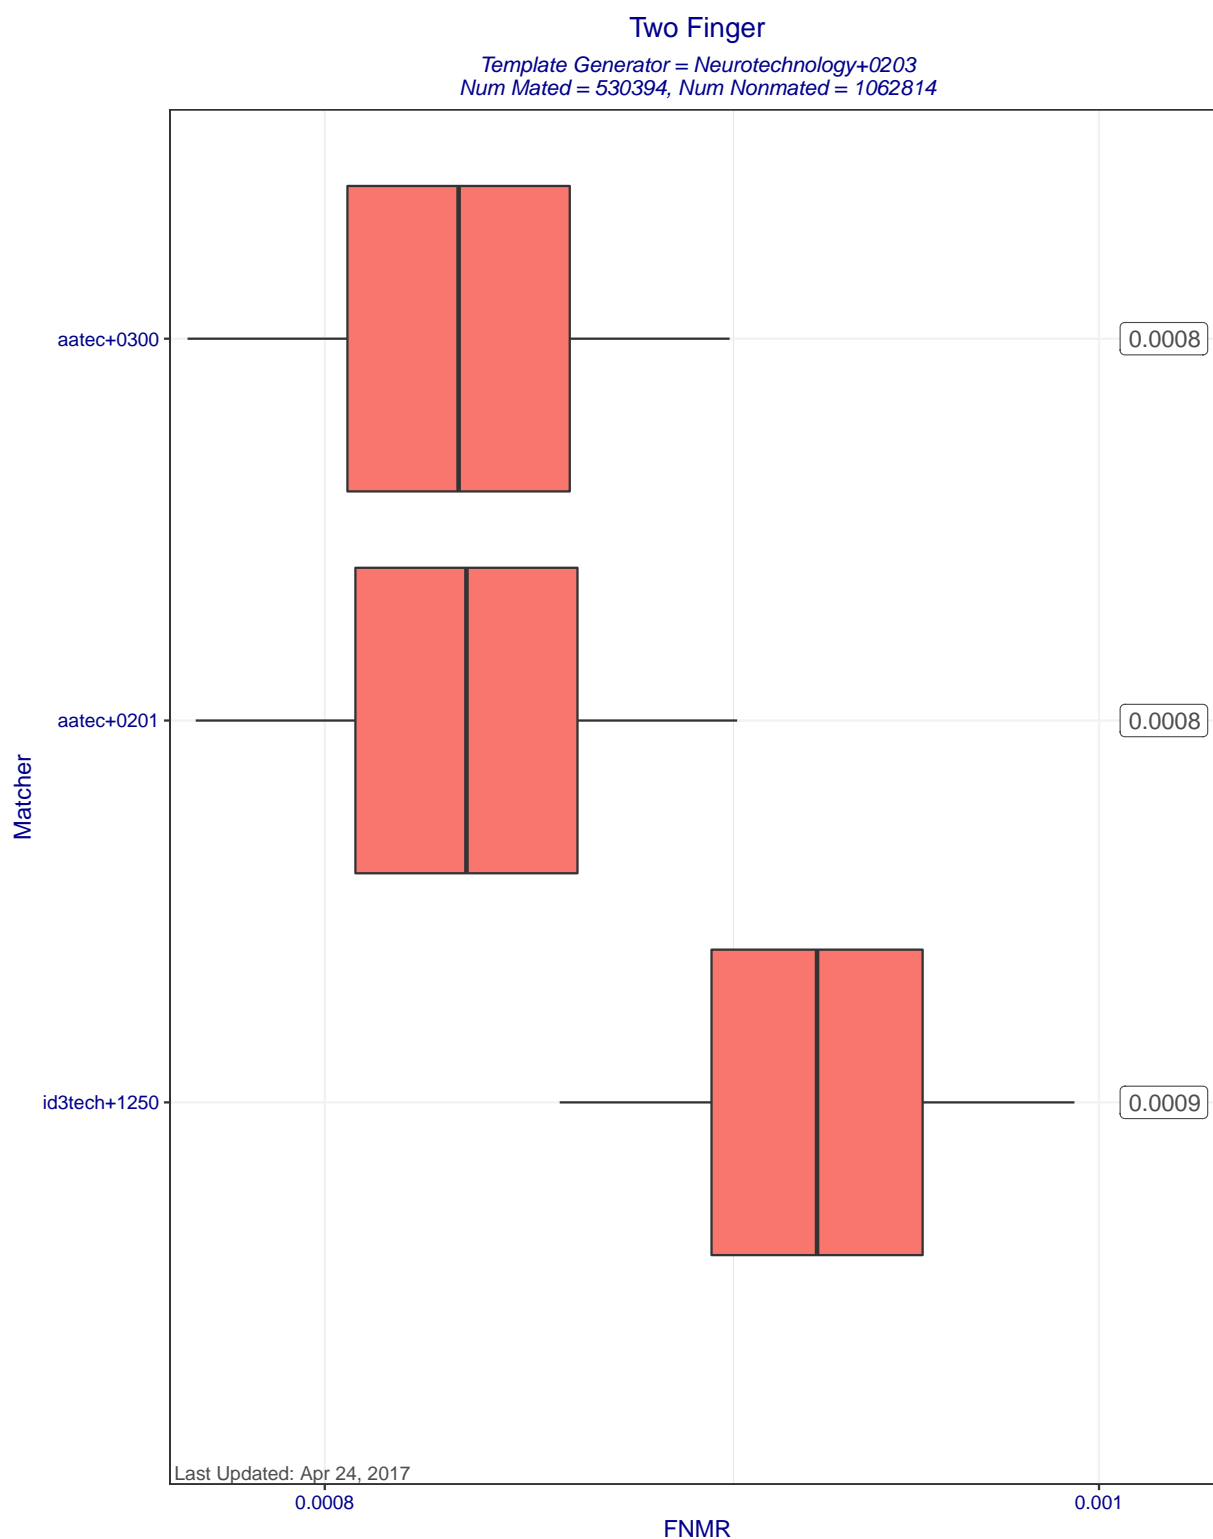 Two Finger
Template Generator = Neurotechnology+0203
Num Mated = 530394, Num Nonmated = 1062814
aatec+0300
0.0008
aatec+0201
0.0008
Matcher
id3tech+1250
0.0009
Last Updated: Apr 24, 2017
0.0008
0.001
FNMR